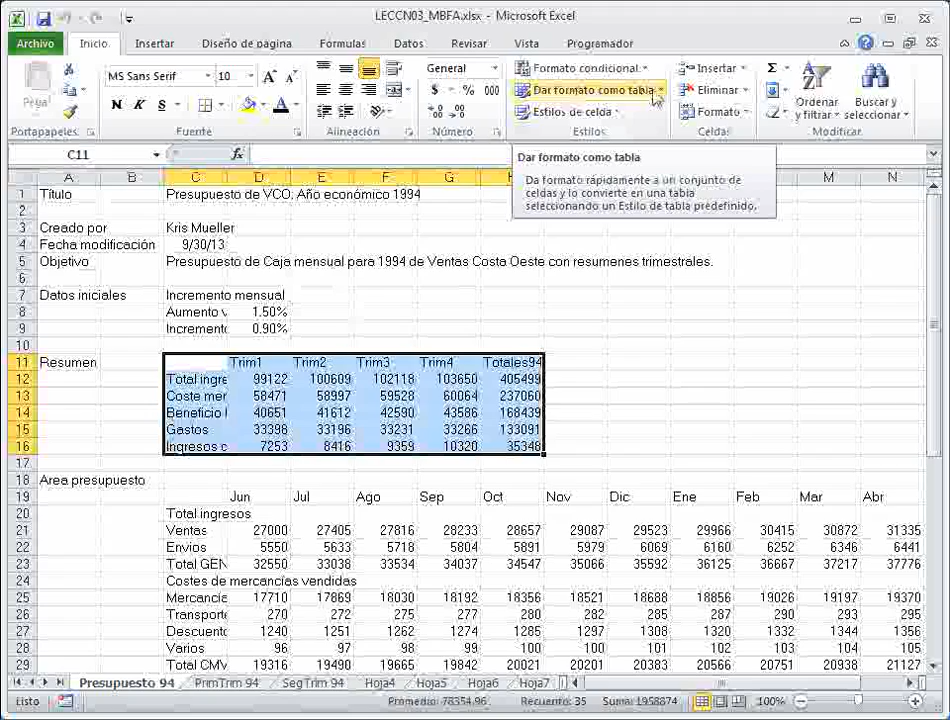 LECCN03_MBFA.xlsx - Microsoft Excel
Archivo Inicio Insertar Diseño de página Fórmulas Datos Revisar Vista Programador
MS Sans Serif 10 General Formato condicional Insertar Σ
Pegar N K S $ % 000 Dar formato como tabla Eliminar Ordenar y filtrar Buscar y seleccionar
Estilos de celda Formato
Portapapeles Fuente Alineación Número Estilos Celdas Modificar
C11 fx
Dar formato como tabla
Da formato rápidamente a un conjunto de
celdas y lo convierte en una tabla
seleccionando un Estilo de tabla predefinido.
A B C D E F G H M N
1 Título Presupuesto de VCO: Año económico 1994
2
3 Creado por Kris Mueller
4 Fecha modificación 9/30/13
5 Objetivo Presupuesto de Caja mensual para 1994 de Ventas Costa Oeste con resumenes trimestrales.
6
7 Datos iniciales Incremento mensual
8 Aumento v 1.50%
9 Incremento 0.90%
10
11 Resumen Trim1 Trim2 Trim3 Trim4 Totales94
12 Total ingre 99122 100609 102118 103650 405499
13 Coste mer 58471 58997 59528 60064 237060
14 Beneficio 40651 41612 42590 43586 168439
15 Gastos 33398 33196 33231 33266 133091
16 Ingresos 7253 8416 9359 10320 35348
17
18 Area presupuesto
19 Jun Jul Ago Sep Oct Nov Dic Ene Feb Mar Abr
20 Total ingresos
21 Ventas 27000 27405 27816 28233 28657 29087 29523 29966 30415 30872 31335
22 Envios 5550 5633 5718 5804 5891 5979 6069 6160 6252 6346 6441
23 Total GEN 32550 33038 33534 34037 34547 35066 35592 36125 36667 37217 37776
24 Costes de mercancías vendidas
25 Mercancía 17710 17869 18030 18192 18356 18521 18688 18856 19026 19197 19370
26 Transporte 270 272 275 277 280 282 285 287 290 293 295
27 Descuento 1240 1251 1262 1274 1285 1297 1308 1320 1332 1344 1356
28 Varios 96 97 98 99 100 100 101 102 103 104 105
29 Total CMV 19316 19490 19665 19842 20021 20201 20383 20566 20751 20938 21127
Presupuesto 94 PrimTrim 94 SegTrim 94 Hoja4 Hoja5 Hoja6 Hoja7
Listo Promedio: 78354.96 Recuento: 35 Suma: 1958874 100%